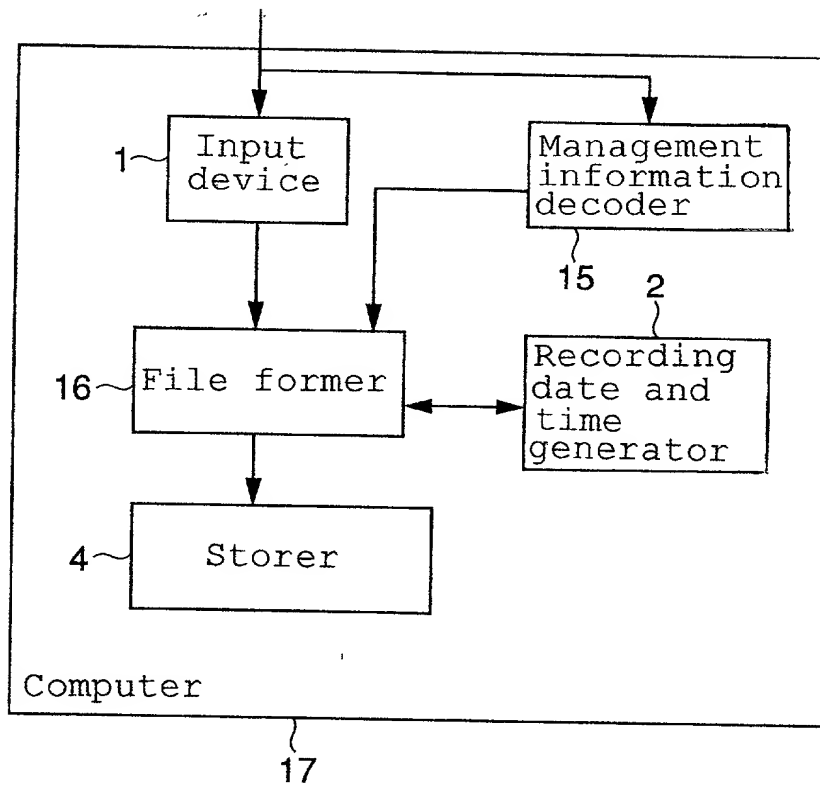 1
Input
device
Management
information
decoder
15
2
16
File former
Recording
date and
time
generator
4
Storer
Computer
17